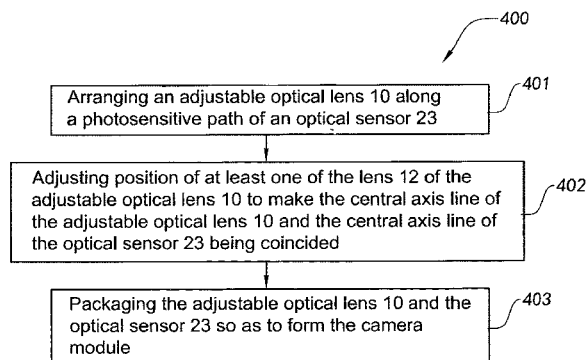 400
Arranging an adjustable optical lens 10 along
a photosensitive path of an optical sensor 23
401
Adjusting position of at least one of the lens 12 of the
adjustable optical lens 10 to make the central axis line of
the adjustable optical lens 10 and the central axis line of
the optical sensor 23 being coincided
402
Packaging the adjustable optical lens 10 and the
optical sensor 23 so as to form the camera
module
403